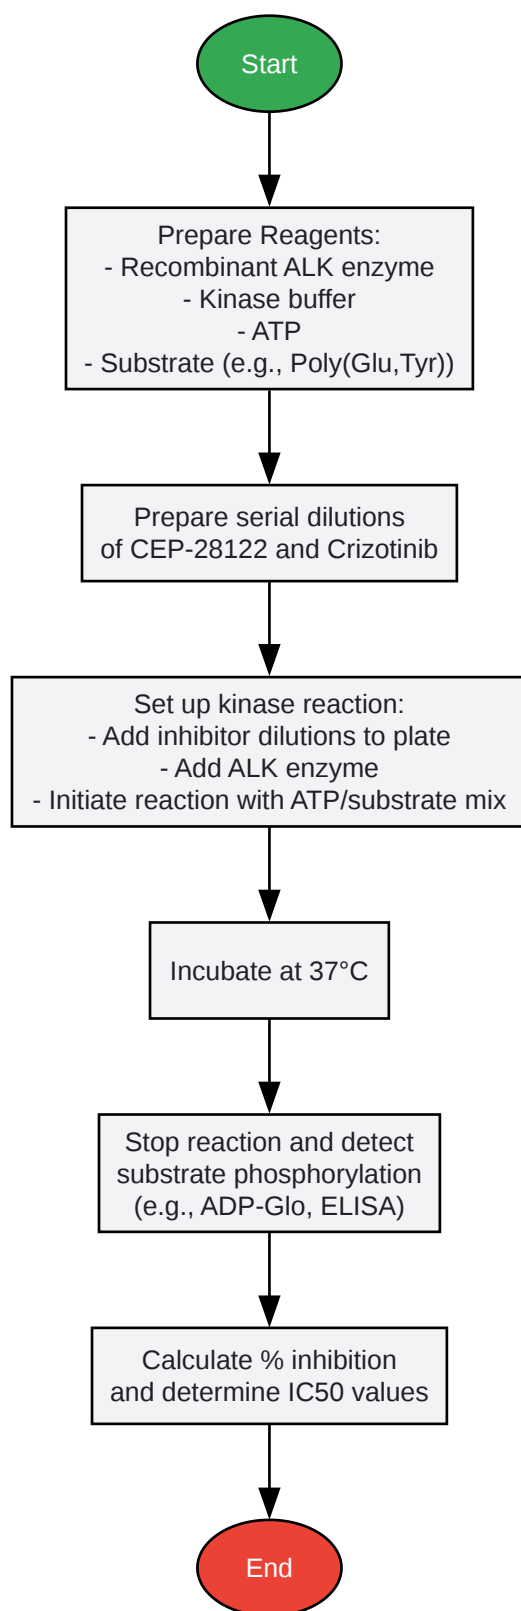 Start
Prepare Reagents:
- Recombinant ALK enzyme
- Kinase buffer
- ATP
- Substrate (e.g., Poly(Glu,Tyr))
Prepare serial dilutions
of CEP-28122 and Crizotinib
Set up kinase reaction:
- Add inhibitor dilutions to plate
- Add ALK enzyme
- Initiate reaction with ATP/substrate mix
Incubate at 37°C
Stop reaction and detect
substrate phosphorylation
(e.g., ADP-Glo, ELISA)
Calculate % inhibition
and determine IC50 values
End